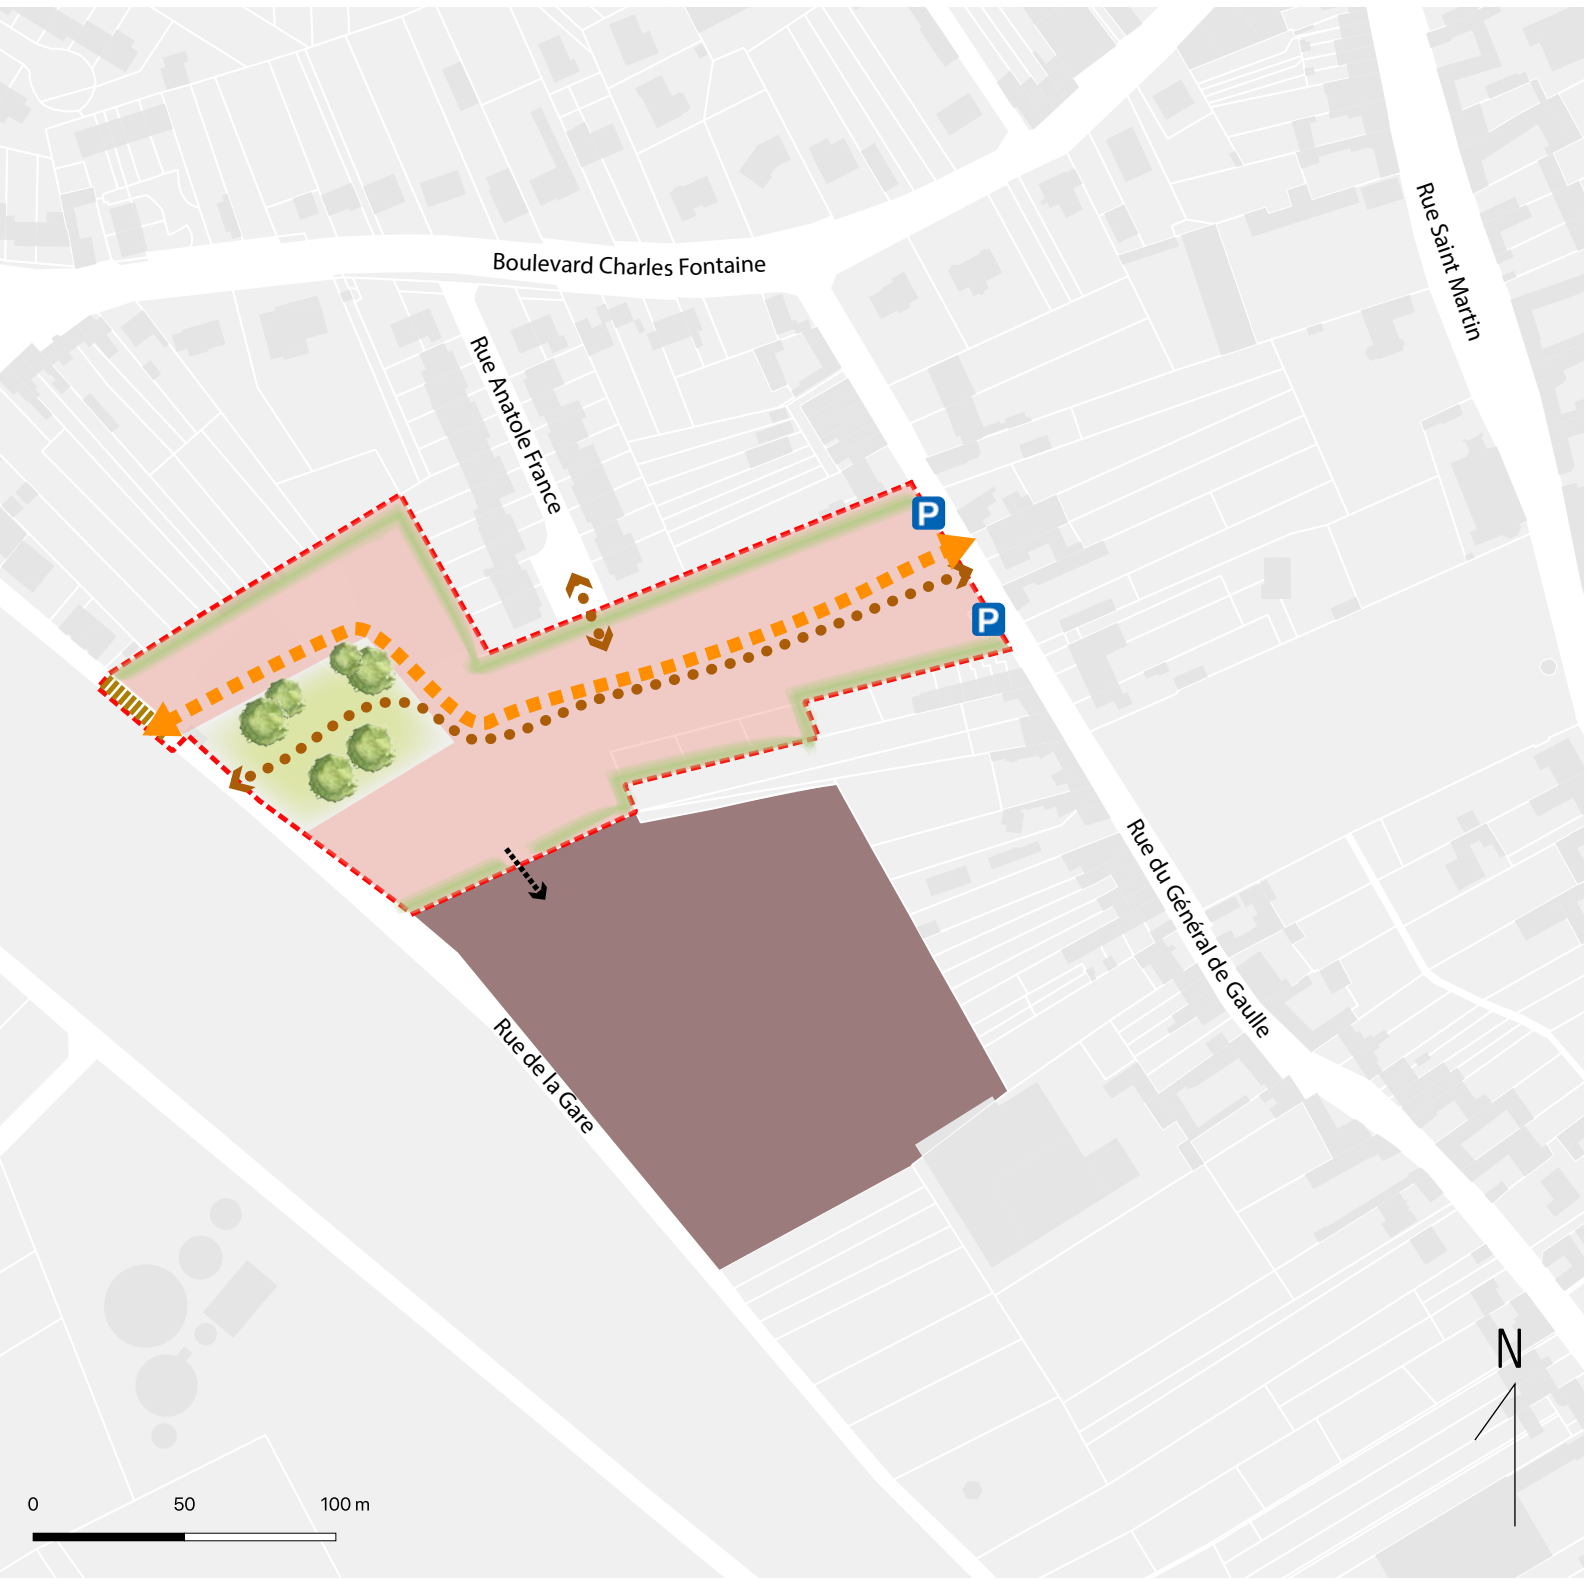 Boulevard Charles Fontaine
Rue Saint Martin
Rue Anatole France
P
P
Rue du Général de Gaulle
Rue de la Gare
N
0 50 100 m